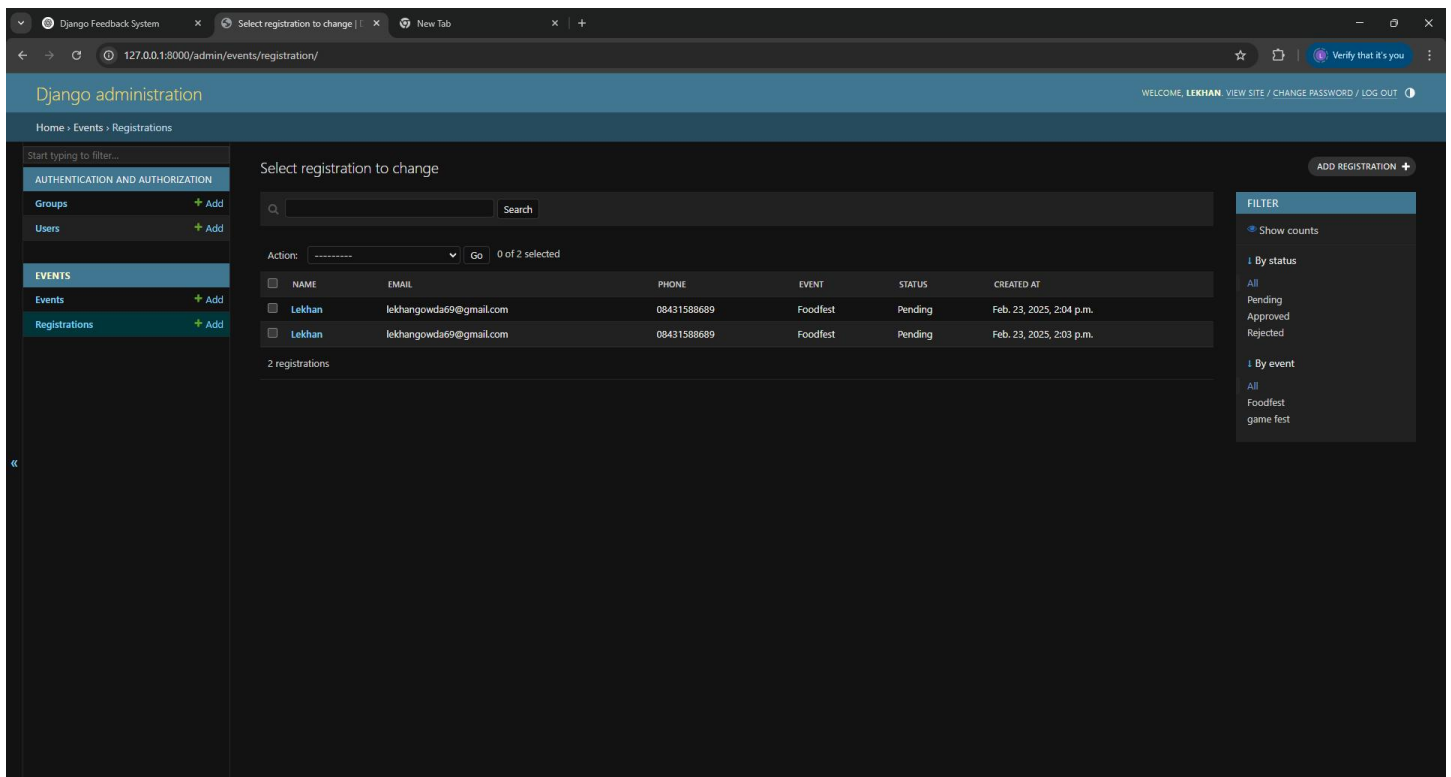 Django Feedback System
Select registration to change |
New Tab
127.0.0.1:8000/admin/events/registration/
Verify that it's you
Django administration
WELCOME, LEKHAN. VIEW SITE / CHANGE PASSWORD / LOG OUT
Home › Events › Registrations
Start typing to filter...
AUTHENTICATION AND AUTHORIZATION
Groups + Add
Users + Add
EVENTS
Events + Add
Registrations + Add
«
Select registration to change
ADD REGISTRATION +
Search
Action: --------- Go 0 of 2 selected
NAME EMAIL PHONE EVENT STATUS CREATED AT
Lekhan lekhangowda69@gmail.com 08431588689 Foodfest Pending Feb. 23, 2025, 2:04 p.m.
Lekhan lekhangowda69@gmail.com 08431588689 Foodfest Pending Feb. 23, 2025, 2:03 p.m.
2 registrations
FILTER
Show counts
↓ By status
All
Pending
Approved
Rejected
↓ By event
All
Foodfest
game fest